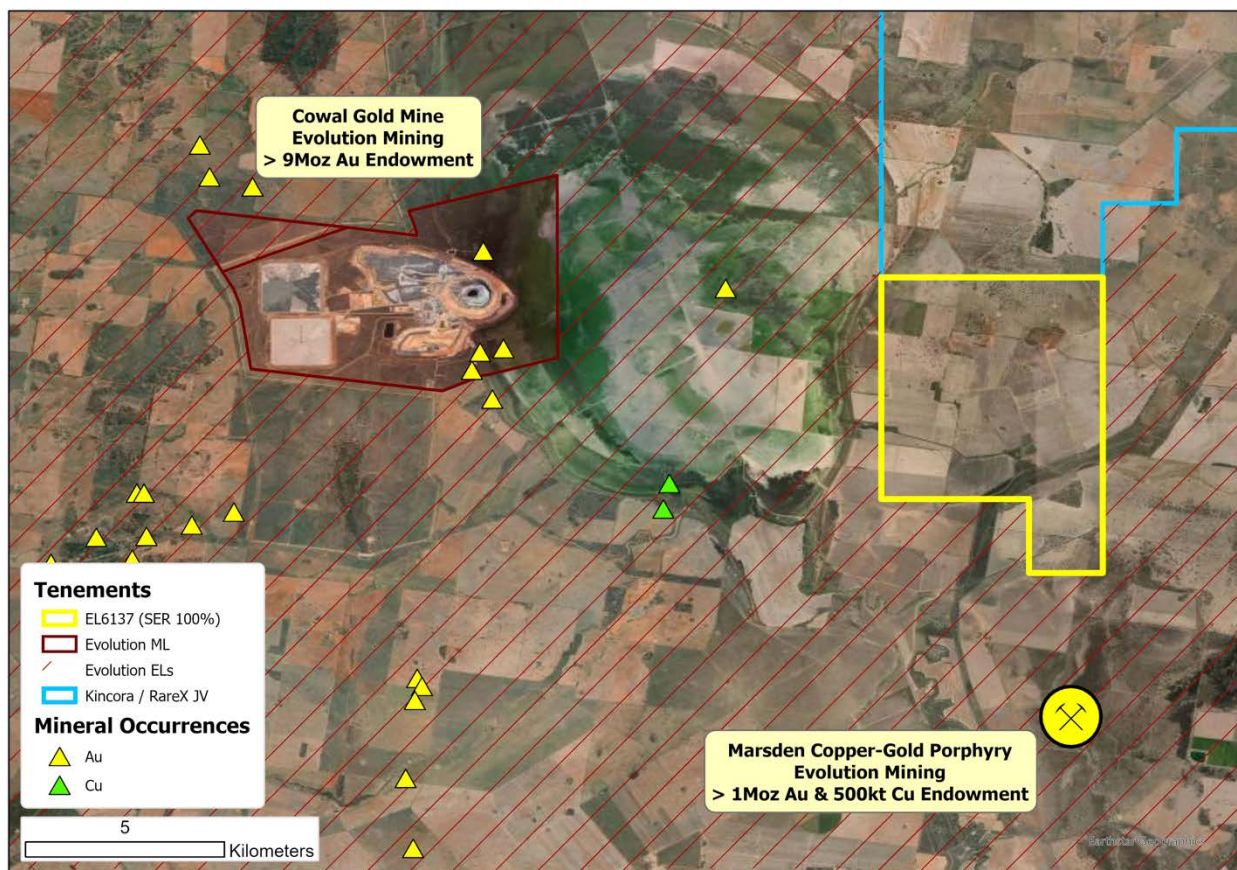 Cowal Gold Mine
Evolution Mining
> 9Moz Au Endowment
Tenements
EL6137 (SER 100%)
Evolution ML
Evolution ELs
Kincora / RareX JV
Mineral Occurrences
Au
Cu
5
Kilometers
Marsden Copper-Gold Porphyry
Evolution Mining
> 1Moz Au & 500kt Cu Endowment
Earthstar Geographics